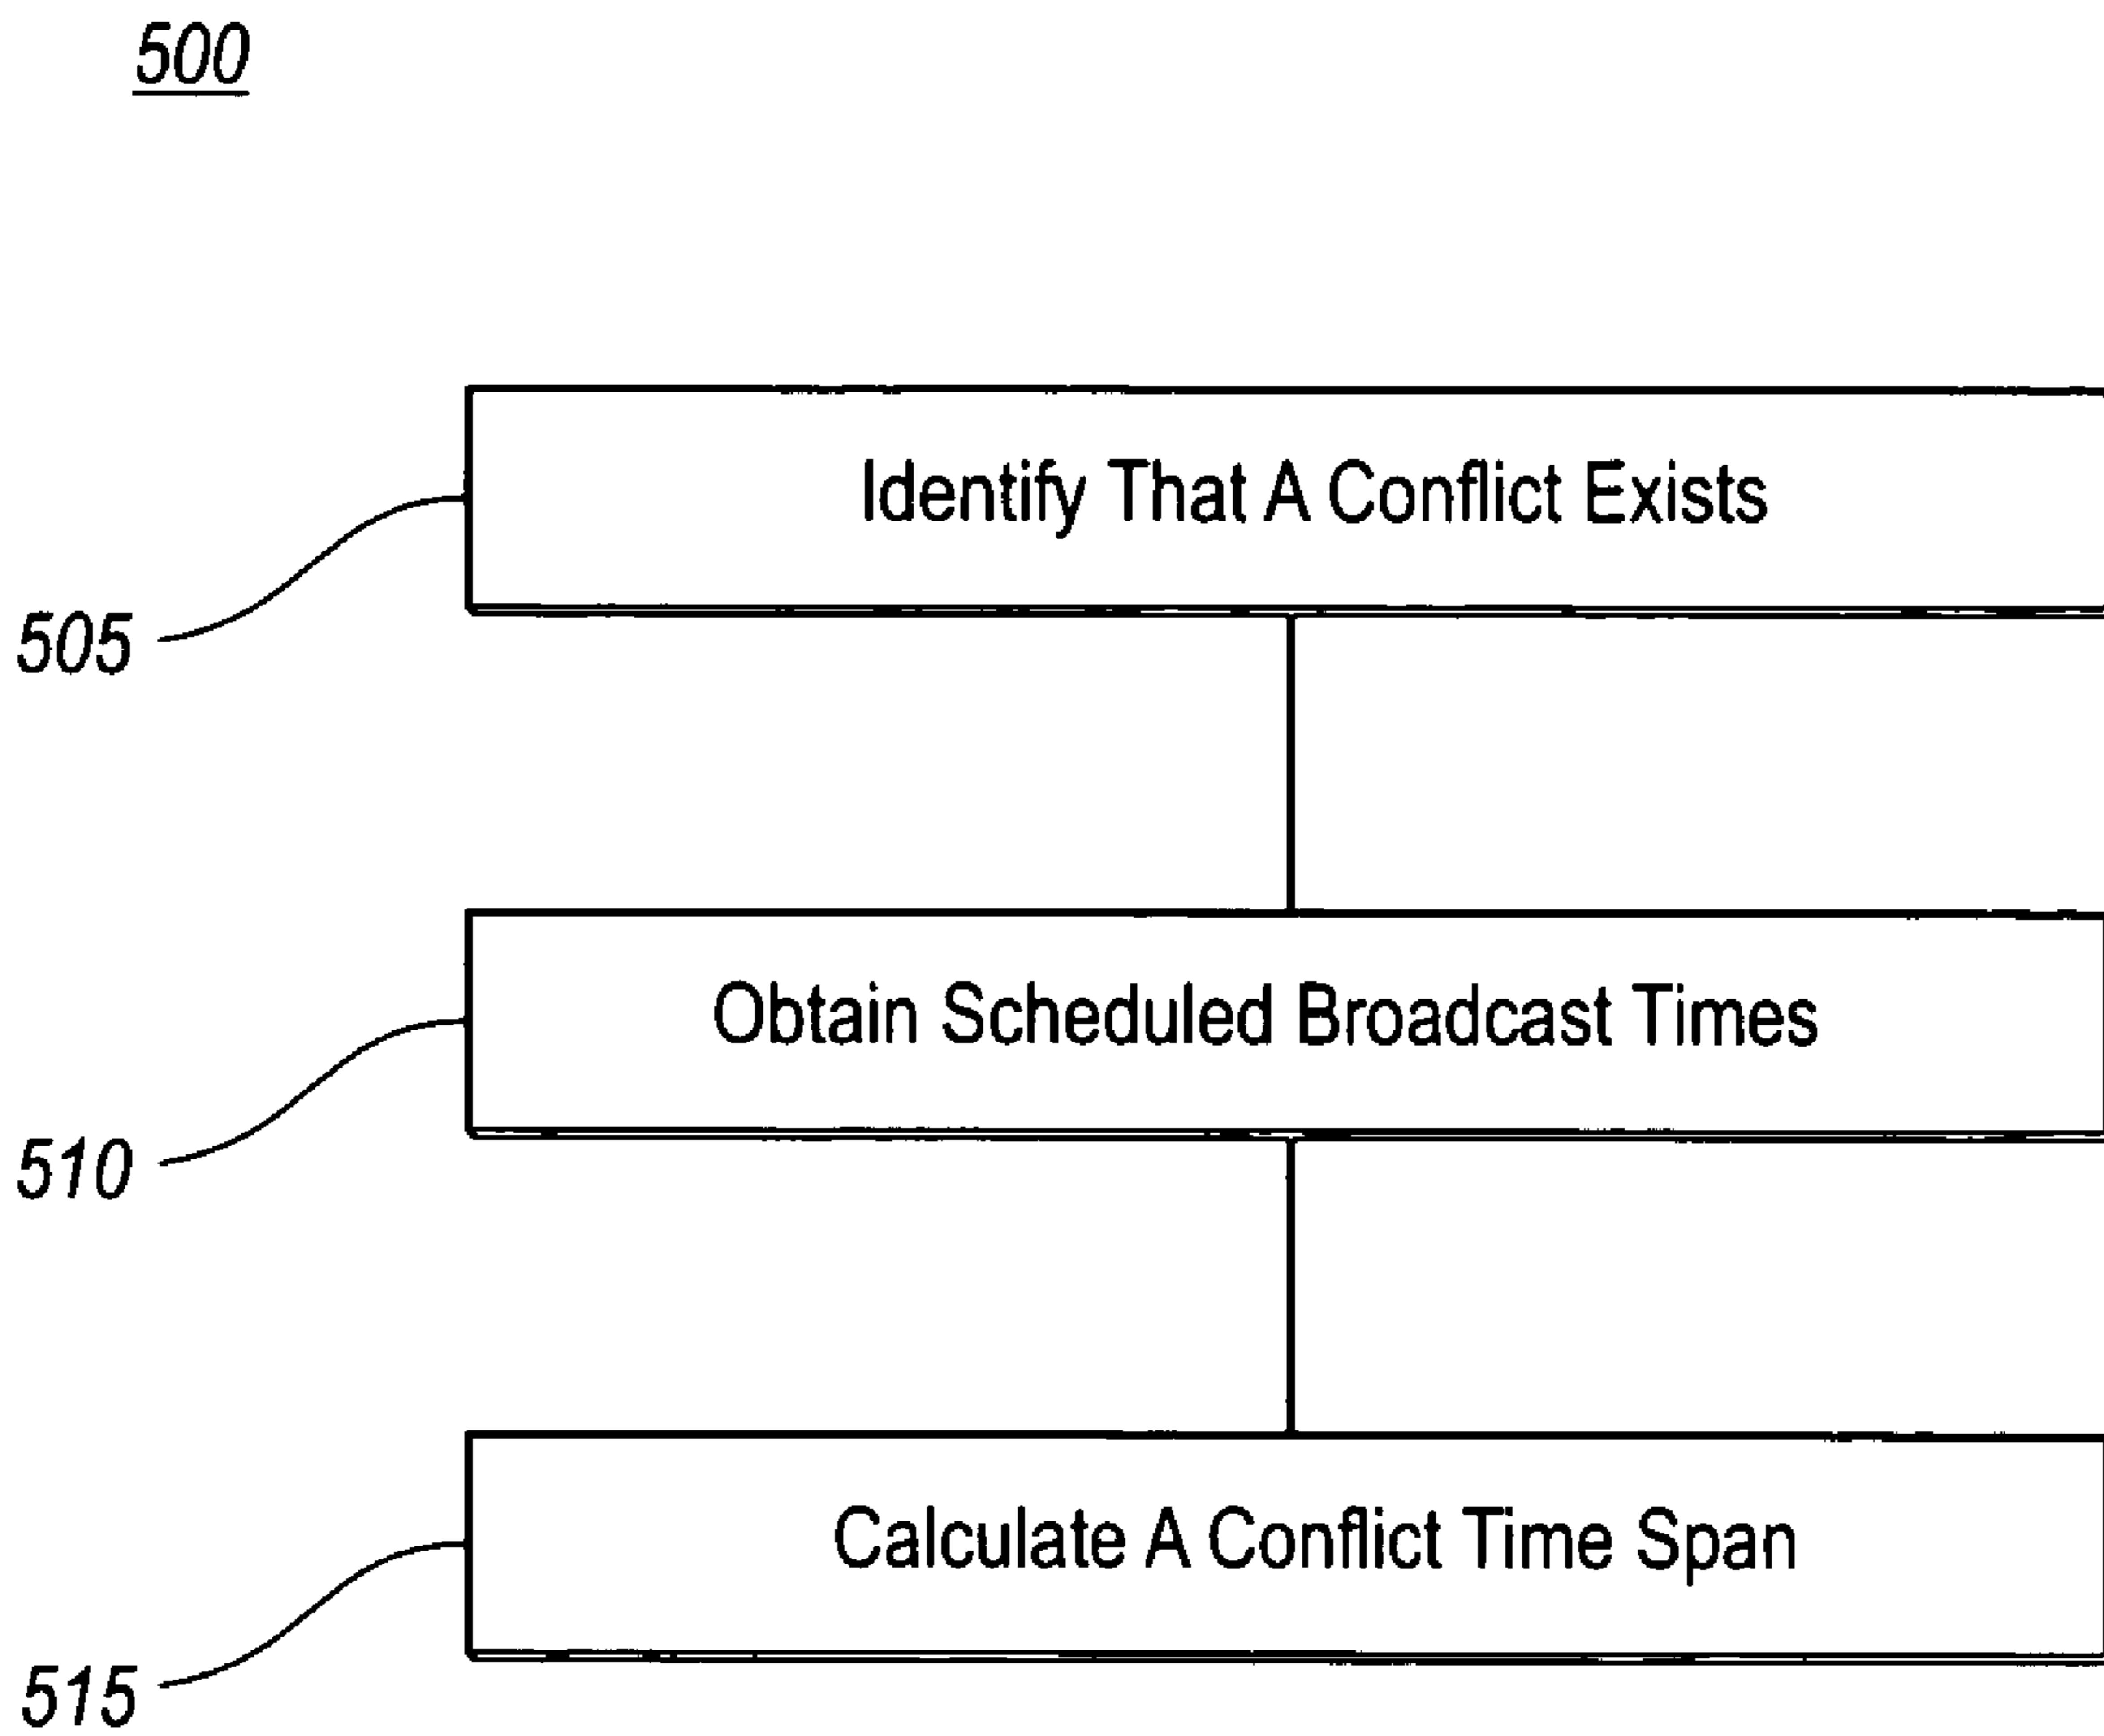 500
Identify That A Conflict Exists
505
Obtain Scheduled Broadcast Times
510
Calculate A Conflict Time Span
515